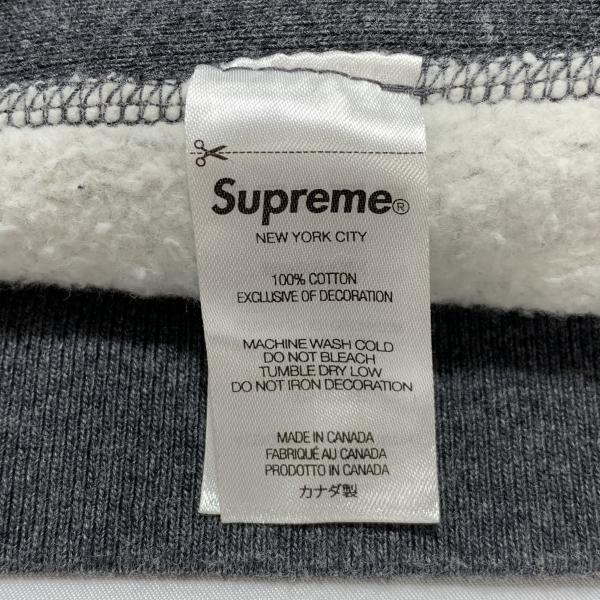 Supreme®
NEW YORK CITY
100% COTTON
EXCLUSIVE OF DECORATION
MACHINE WASH COLD
DO NOT BLEACH
TUMBLE DRY LOW
DO NOT IRON DECORATION
MADE IN CANADA
FABRIQUÉ AU CANADA
PRODOTTO IN CANADA
カナダ製